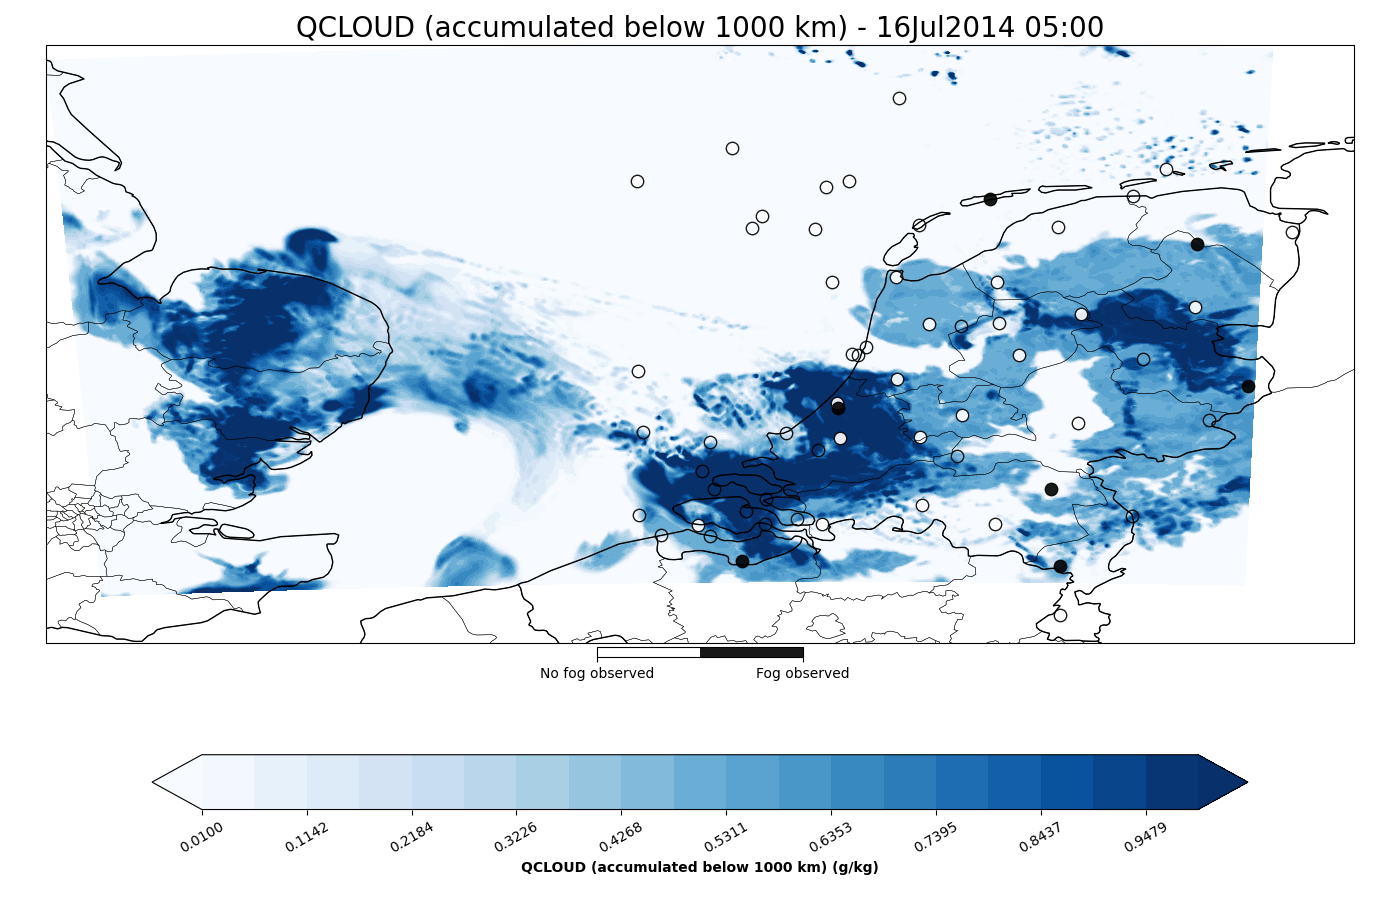 QCLOUD (accumulated below 1000 km) - 16Jul2014 05:00
No fog observed Fog observed
0.0100 0.1142 0.2184 0.3226 0.4268 0.5311 0.6353 0.7395 0.8437 0.9479
QCLOUD (accumulated below 1000 km) (g/kg)